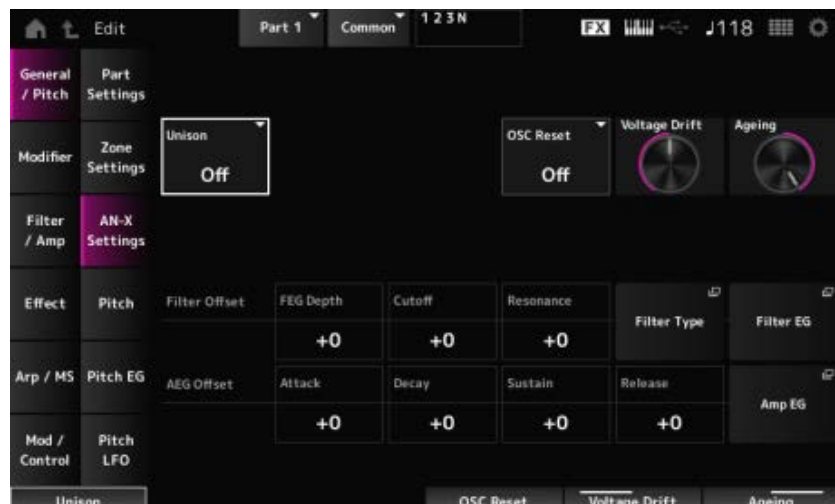 Edit
Part 1
Common
1 2 3 N
FX
♩118
General / Pitch
Part Settings
Modifier
Zone Settings
Filter / Amp
AN-X Settings
Effect
Pitch
Arp / MS
Pitch EG
Mod / Control
Pitch LFO
Unison
Off
OSC Reset
Off
Voltage Drift
Ageing
Filter Offset
FEG Depth
+0
Cutoff
+0
Resonance
+0
Filter Type
Filter EG
AEG Offset
Attack
+0
Decay
+0
Sustain
+0
Release
+0
Amp EG
Unison
OSC Reset
Voltage Drift
Ageing